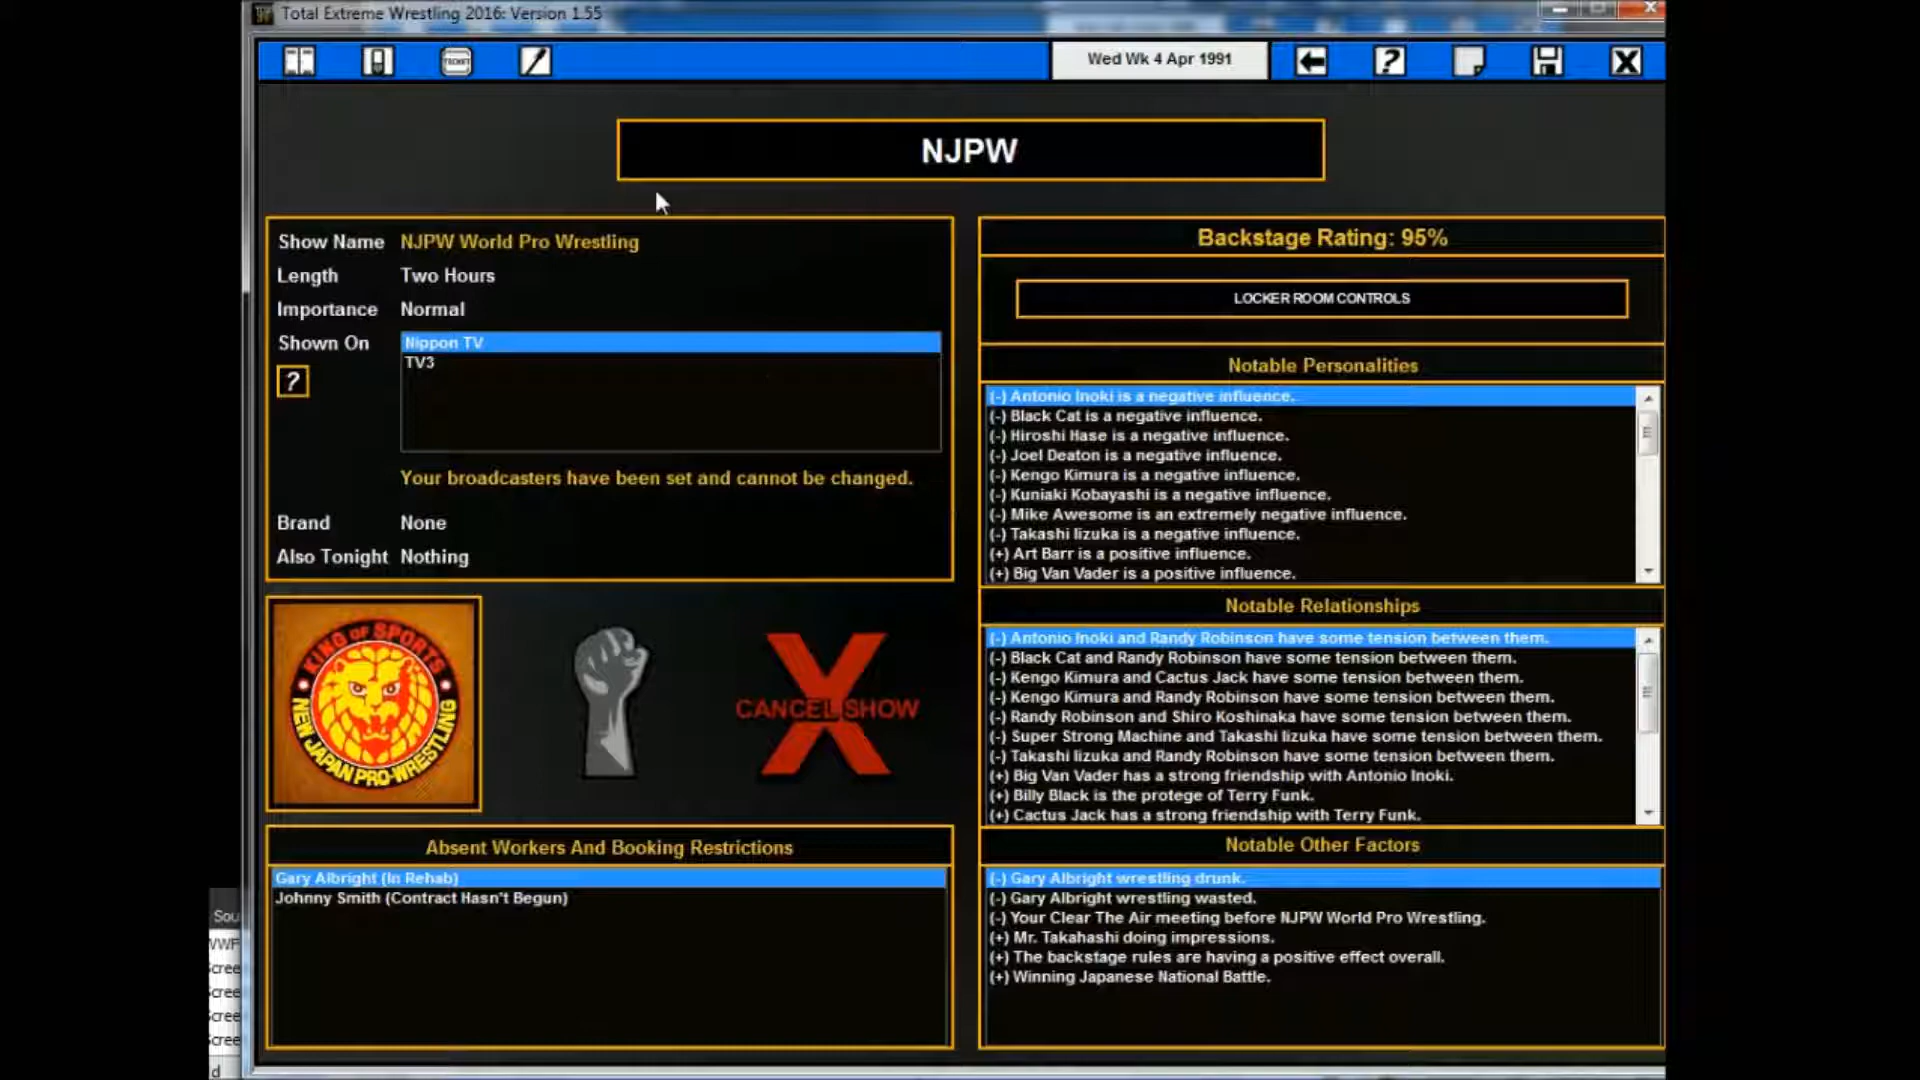 Total Extreme Wrestling 2016: Version 1.55
TICKET
Wed Wk 4 Apr 1991
NJPW
Show Name NJPW World Pro Wrestling
Length Two Hours
Importance Normal
Shown On Nippon TV
TV3
?
Your broadcasters have been set and cannot be changed.
Brand None
Also Tonight Nothing
KING OF SPORTS
NEW JAPAN PRO-WRESTLING
CANCEL SHOW
Absent Workers And Booking Restrictions
Gary Albright (In Rehab)
Johnny Smith (Contract Hasn't Begun)
Backstage Rating: 95%
LOCKER ROOM CONTROLS
Notable Personalities
(-) Antonio Inoki is a negative influence.
(-) Black Cat is a negative influence.
(-) Hiroshi Hase is a negative influence.
(-) Joel Deaton is a negative influence.
(-) Kengo Kimura is a negative influence.
(-) Kuniaki Kobayashi is a negative influence.
(-) Mike Awesome is an extremely negative influence.
(-) Takashi Iizuka is a negative influence.
(+) Art Barr is a positive influence.
(+) Big Van Vader is a positive influence.
Notable Relationships
(-) Antonio Inoki and Randy Robinson have some tension between them.
(-) Black Cat and Randy Robinson have some tension between them.
(-) Kengo Kimura and Cactus Jack have some tension between them.
(-) Kengo Kimura and Randy Robinson have some tension between them.
(-) Randy Robinson and Shiro Koshinaka have some tension between them.
(-) Super Strong Machine and Takashi Iizuka have some tension between them.
(-) Takashi Iizuka and Randy Robinson have some tension between them.
(+) Big Van Vader has a strong friendship with Antonio Inoki.
(+) Billy Black is the protege of Terry Funk.
(+) Cactus Jack has a strong friendship with Terry Funk.
Notable Other Factors
(-) Gary Albright wrestling drunk.
(-) Gary Albright wrestling wasted.
(-) Your Clear The Air meeting before NJPW World Pro Wrestling.
(+) Mr. Takahashi doing impressions.
(+) The backstage rules are having a positive effect overall.
(+) Winning Japanese National Battle.
Sou
WWF
Scree
Scree
Scree
Scree
d